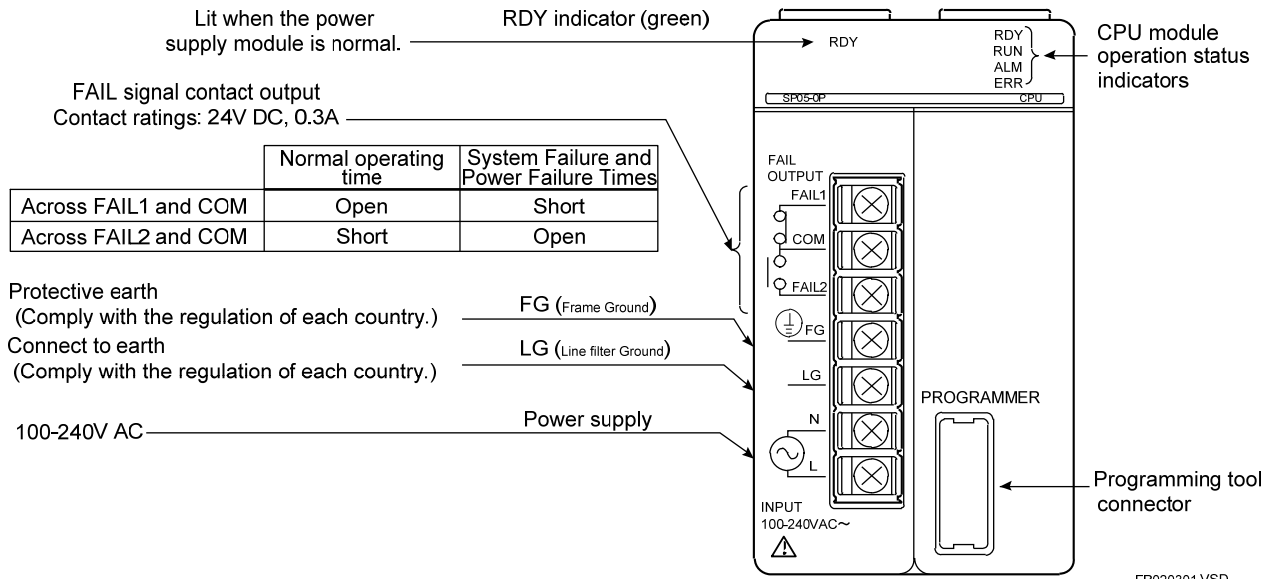 Lit when the power
supply module is normal.
RDY indicator (green)
RDY
RDY
RUN
ALM
ERR
CPU module
operation status
indicators
SP05-0P
CPU
FAIL signal contact output
Contact ratings: 24V DC, 0.3A
Normal operating time
System Failure and Power Failure Times
Across FAIL1 and COM Open Short
Across FAIL2 and COM Short Open
FAIL
OUTPUT
FAIL1
COM
FAIL2
FG
LG
N
L
INPUT
100-240VAC~
Protective earth
(Comply with the regulation of each country.)
FG (Frame Ground)
Connect to earth
(Comply with the regulation of each country.)
LG (Line filter Ground)
100-240V AC
Power supply
PROGRAMMER
Programming tool
connector